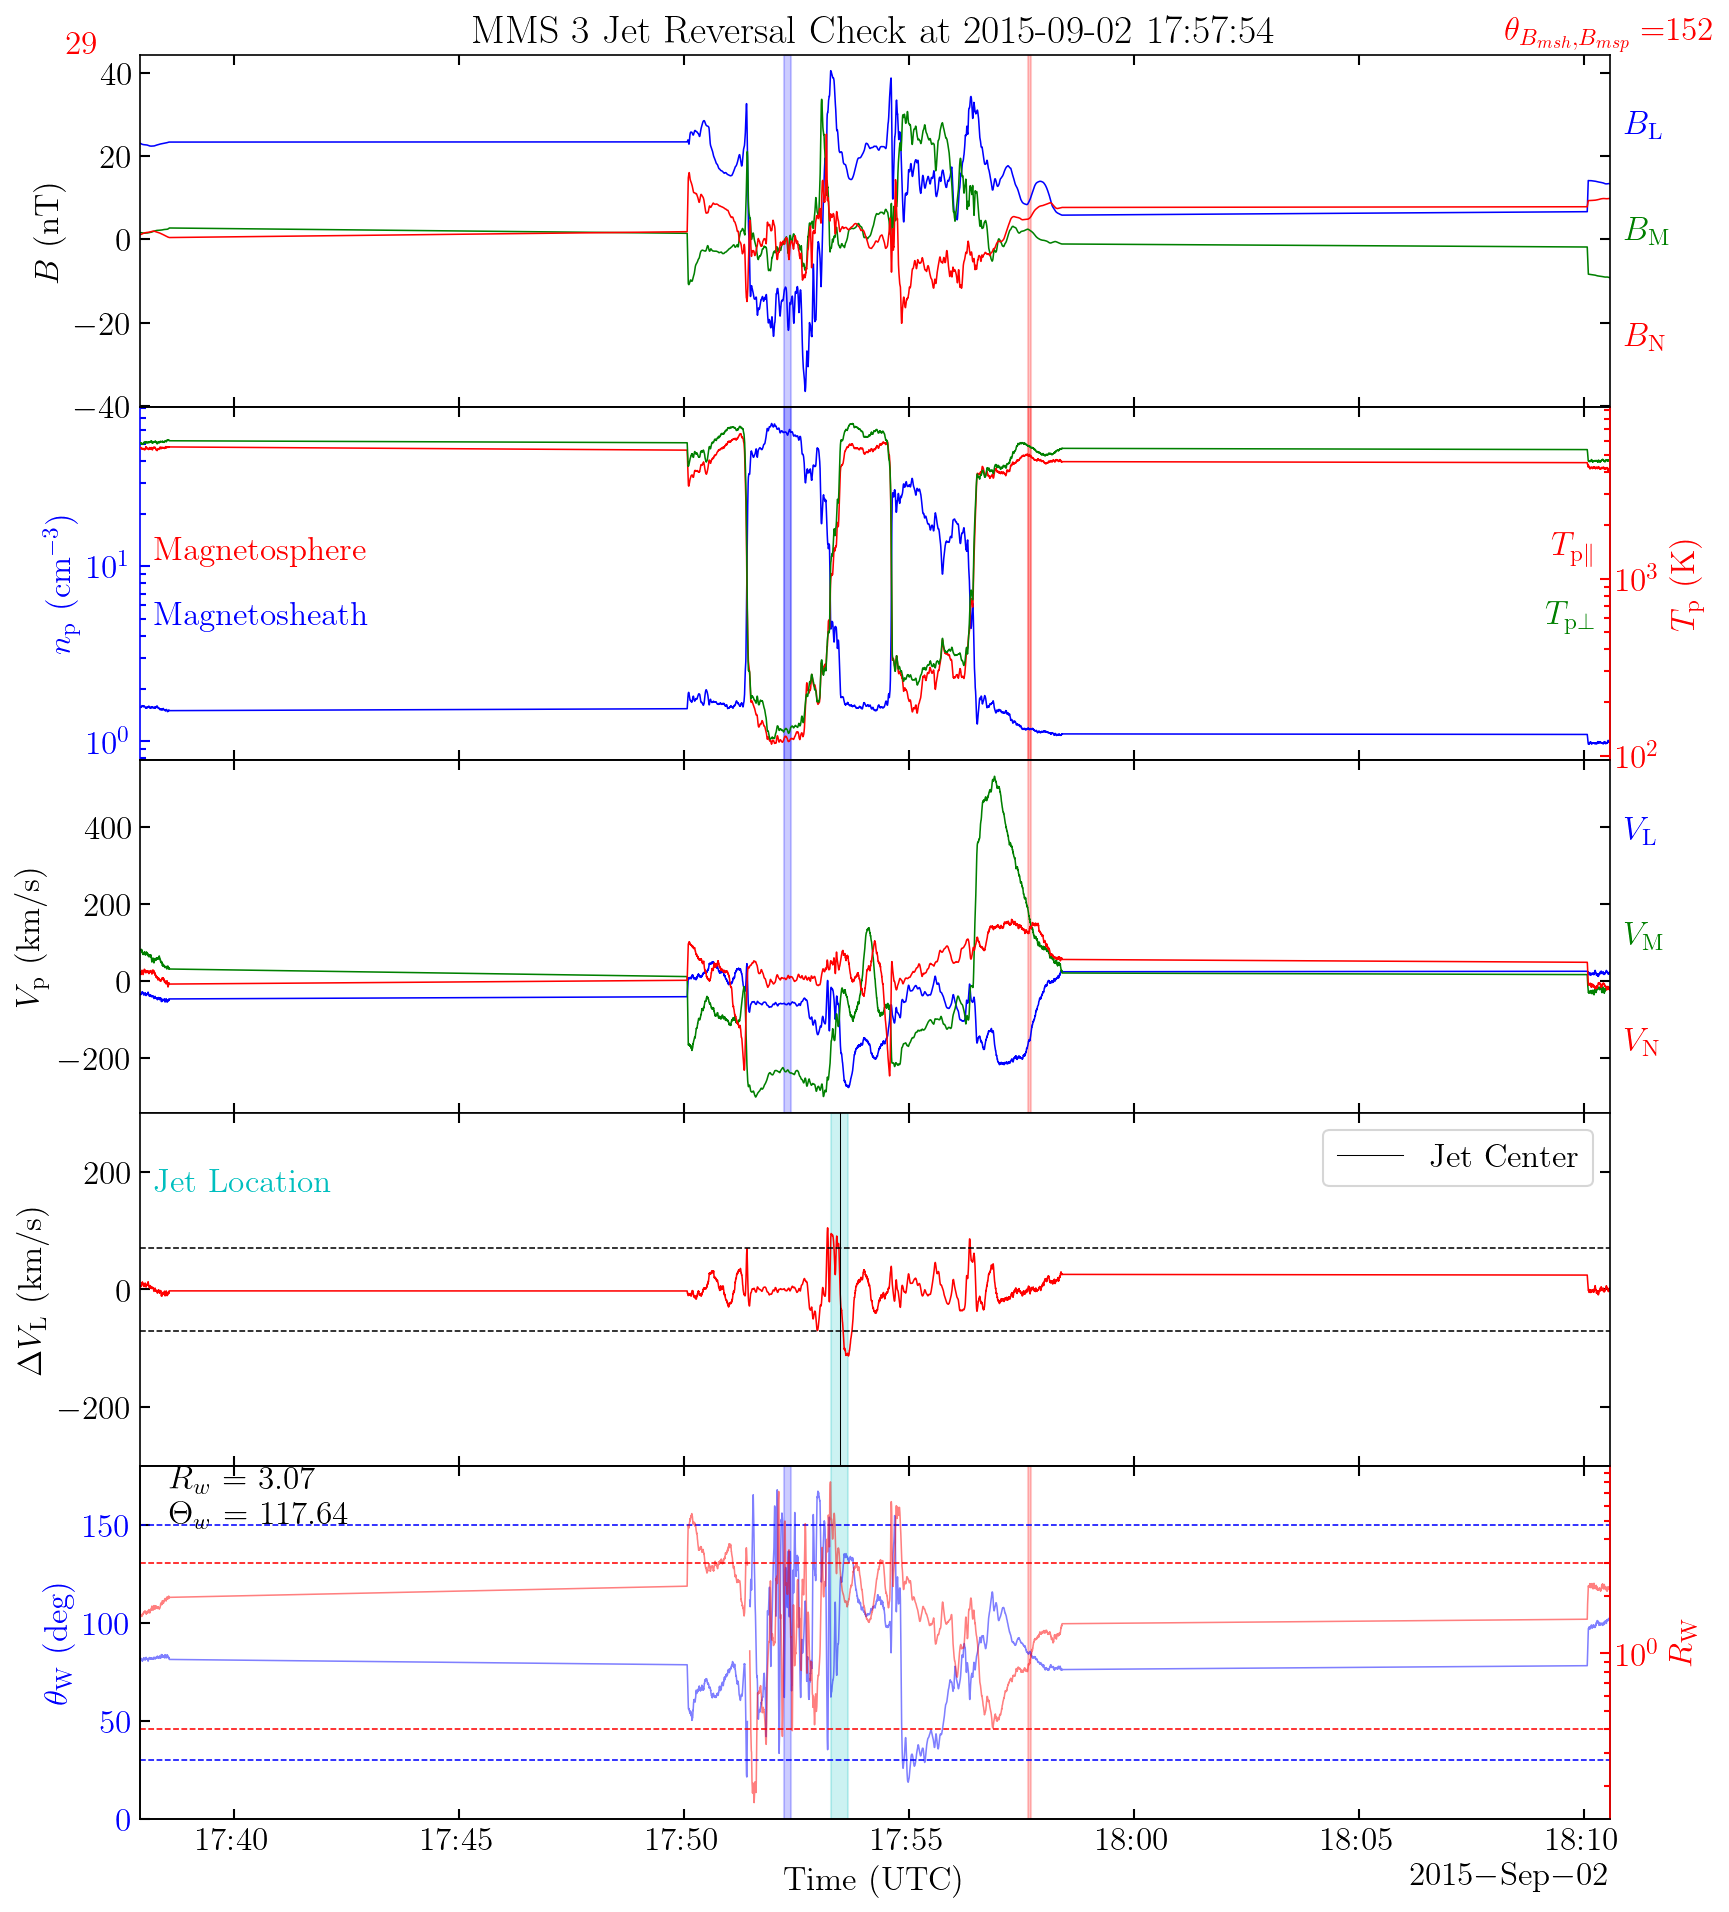 MMS 3 Jet Reversal Check at 2015-09-02 17:57:54
29
θ_{B_{msh},B_{msp}} =152
40
20
0
−20
−40
B (nT)
B_L
B_M
B_N
10^1
10^0
n_p (cm^{−3})
Magnetosphere
Magnetosheath
T_{p∥}
T_{p⊥}
10^3
10^2
T_p (K)
400
200
0
−200
V_p (km/s)
V_L
V_M
V_N
200
0
−200
ΔV_L (km/s)
Jet Location
Jet Center
R_w = 3.07
Θ_w = 117.64
150
100
50
0
θ_W (deg)
10^0
R_W
17:40 17:45 17:50 17:55 18:00 18:05 18:10
Time (UTC)
2015−Sep−02